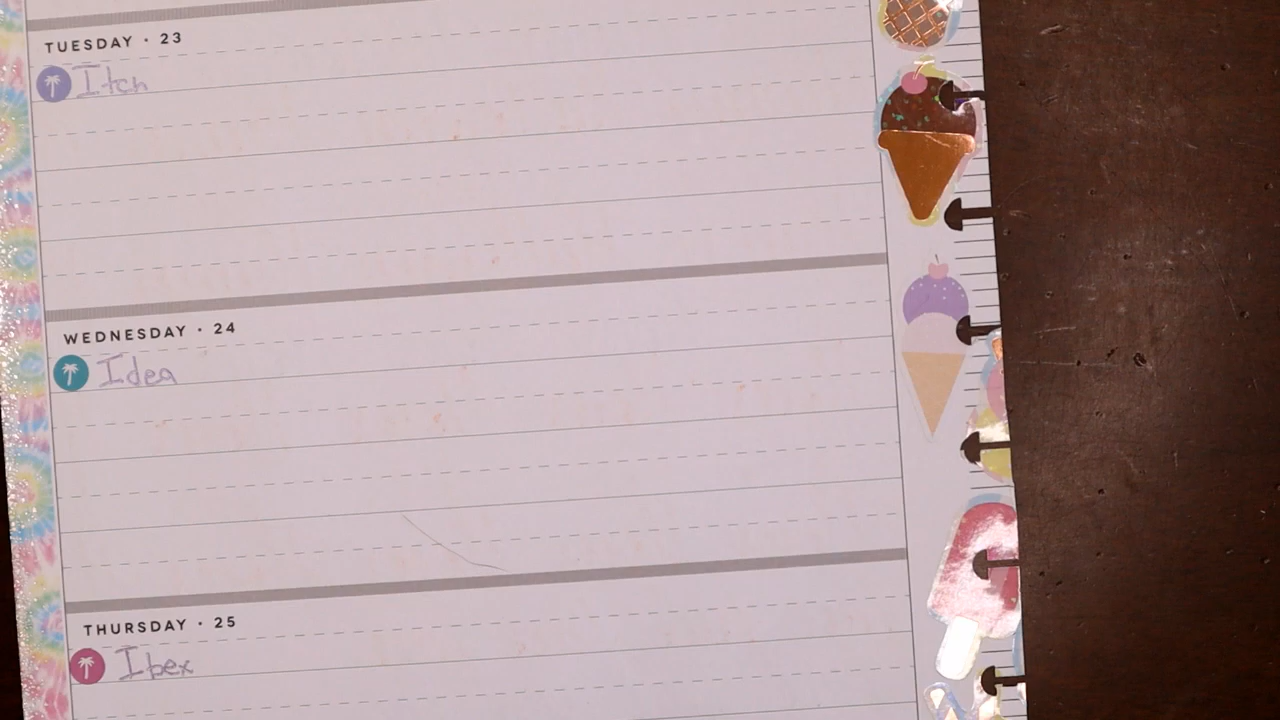 TUESDAY · 23
Itch
WEDNESDAY · 24
Idea
THURSDAY · 25
Ibex